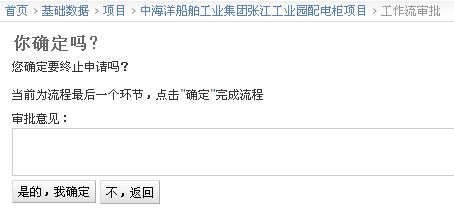 首页 > 基础数据 > 项目 > 中海洋船舶工业集团张江工业园配电柜项目 > 工作流审批
你确定吗?
您确定要终止申请吗?
当前为流程最后一个环节，点击"确定"完成流程
审批意见：
是的，我确定 不，返回